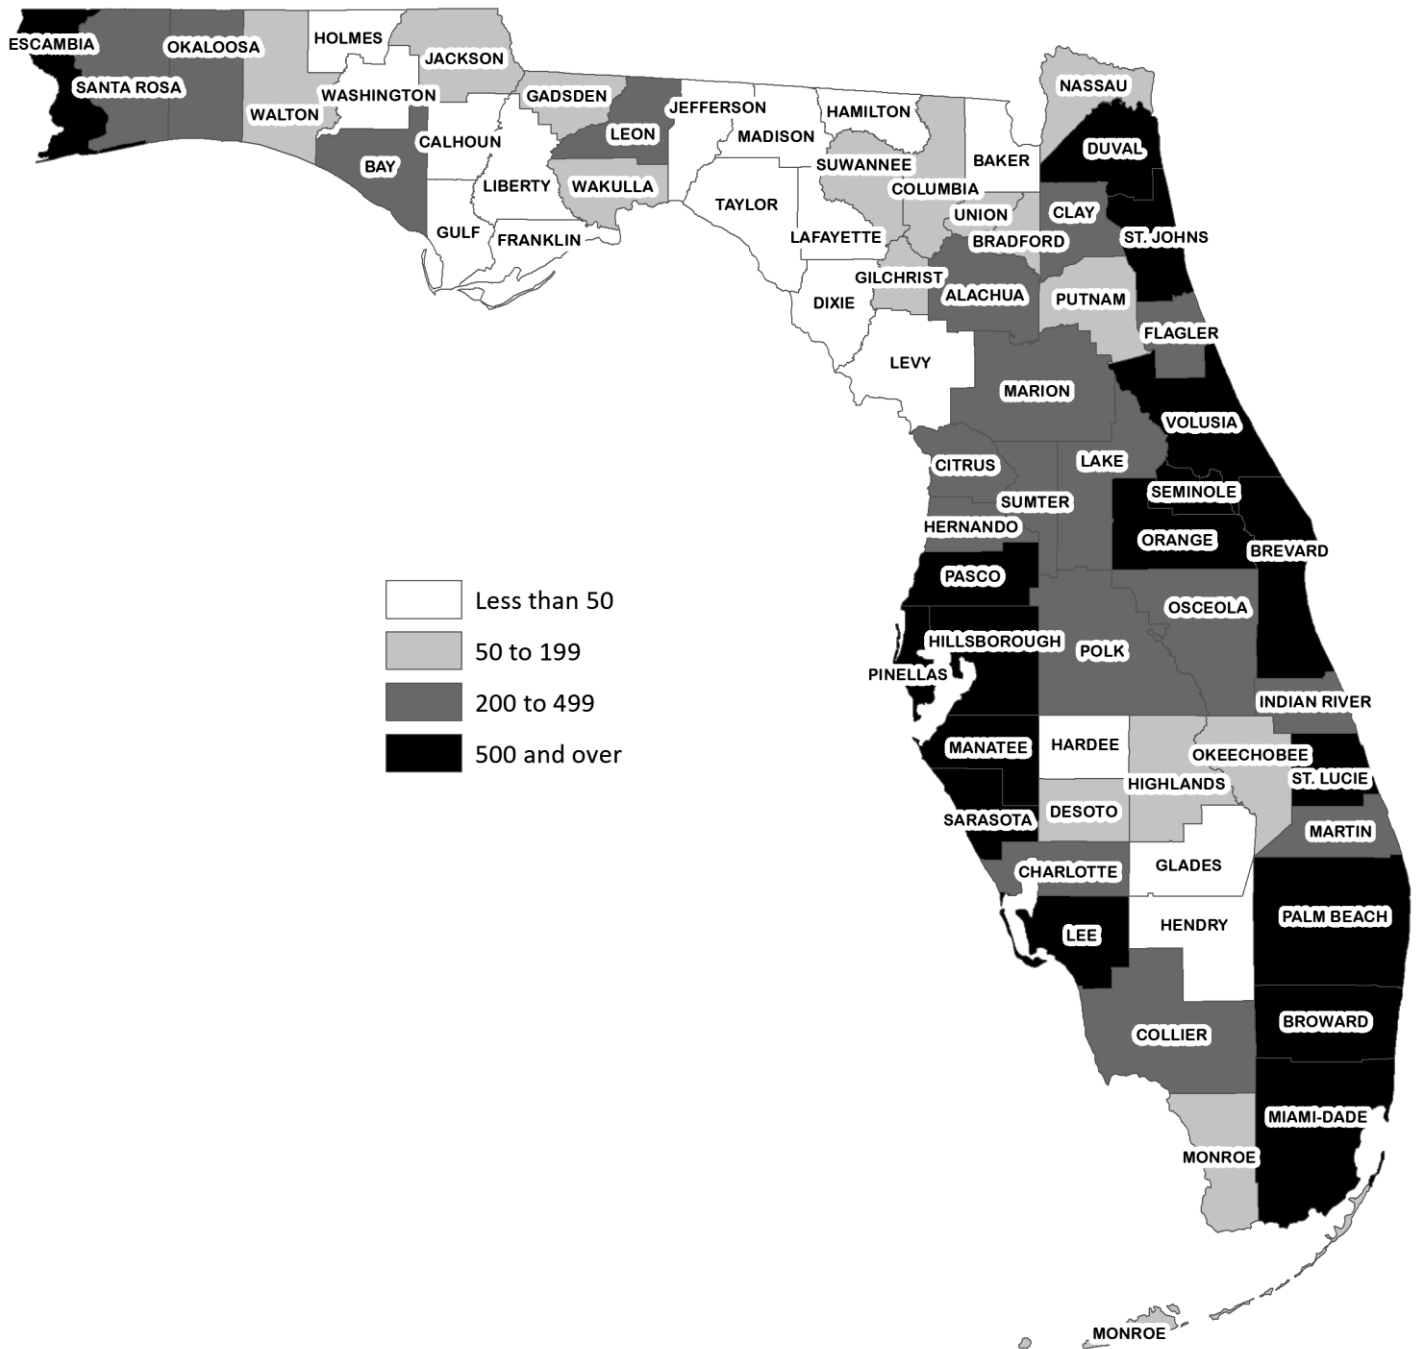 ESCAMBIA
OKALOOSA
HOLMES
JACKSON
SANTA ROSA
WALTON
WASHINGTON
GADSDEN
LEON
JEFFERSON
MADISON
HAMILTON
NASSAU
BAY
CALHOUN
LIBERTY
WAKULLA
SUWANNEE
COLUMBIA
BAKER
DUVAL
TAYLOR
UNION
CLAY
GULF
FRANKLIN
LAFAYETTE
BRADFORD
ST. JOHNS
DIXIE
GILCHRIST
ALACHUA
PUTNAM
FLAGLER
LEVY
MARION
VOLUSIA
CITRUS
LAKE
SUMTER
SEMINOLE
HERNANDO
ORANGE
BREVARD
PASCO
OSCEOLA
HILLSBOROUGH
POLK
PINELLAS
INDIAN RIVER
MANATEE
HARDEE
OKEECHOBEE
HIGHLANDS
ST. LUCIE
SARASOTA
DESOTO
MARTIN
CHARLOTTE
GLADES
LEE
HENDRY
PALM BEACH
COLLIER
BROWARD
MIAMI-DADE
MONROE
MONROE
Less than 50
50 to 199
200 to 499
500 and over